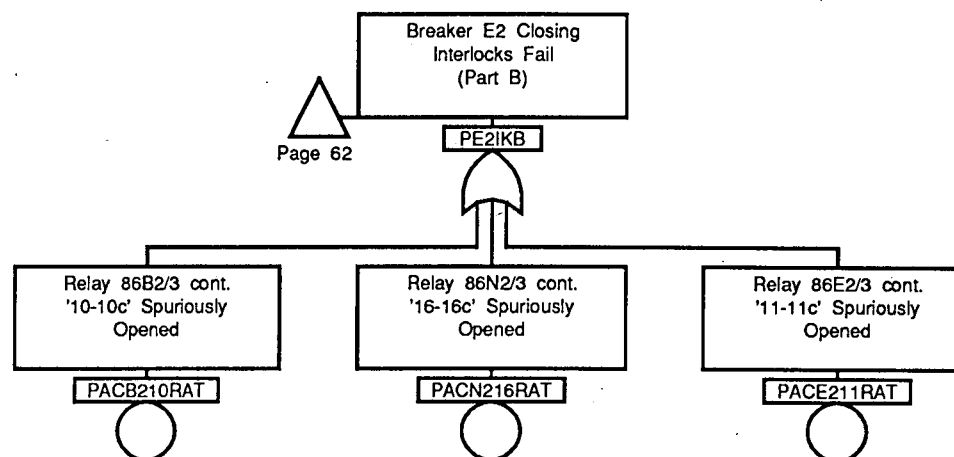 Breaker E2 Closing
Interlocks Fail
(Part B)
Page 62
PE2IKB
Relay 86B2/3 cont.
'10-10c' Spuriously
Opened
Relay 86N2/3 cont.
'16-16c' Spuriously
Opened
Relay 86E2/3 cont.
'11-11c' Spuriously
Opened
PACB210RAT
PACN216RAT
PACE211RAT